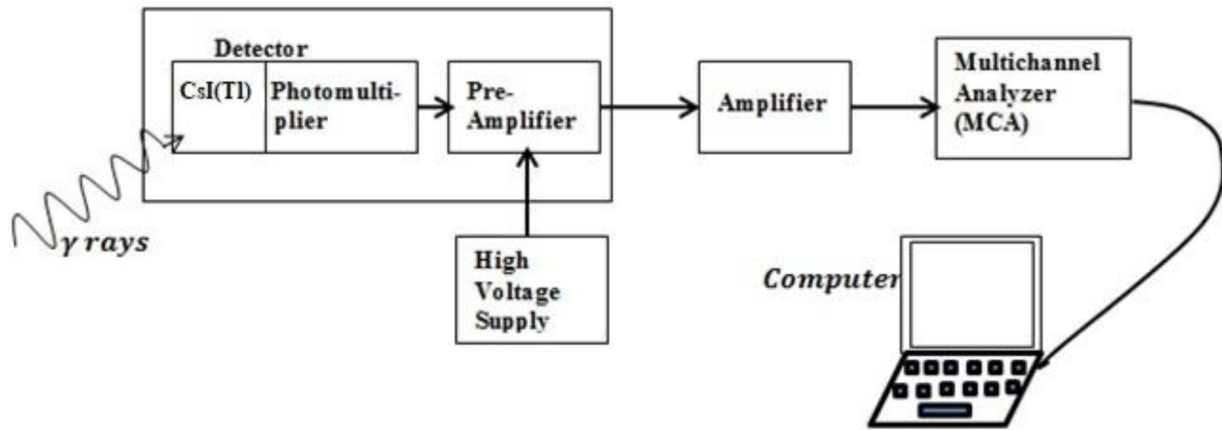 Detector
CsI(Tl)
Photomulti-
plier
Pre-
Amplifier
Amplifier
Multichannel
Analyzer
(MCA)
γ rays
High
Voltage
Supply
Computer